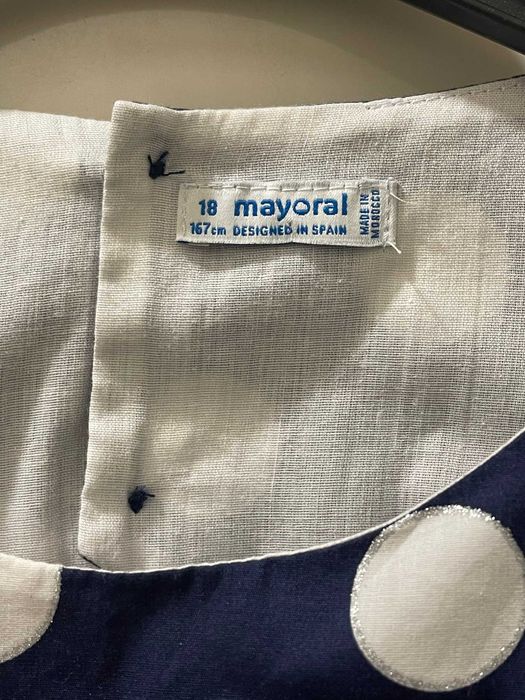 18 mayoral
167cm DESIGNED IN SPAIN
MADE IN
MOROCCO